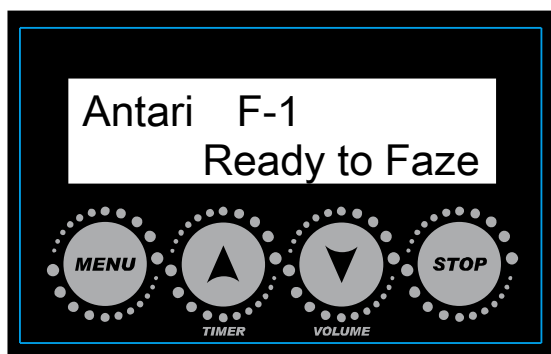 Antari F-1
Ready to Faze
MENU
STOP
TIMER
VOLUME